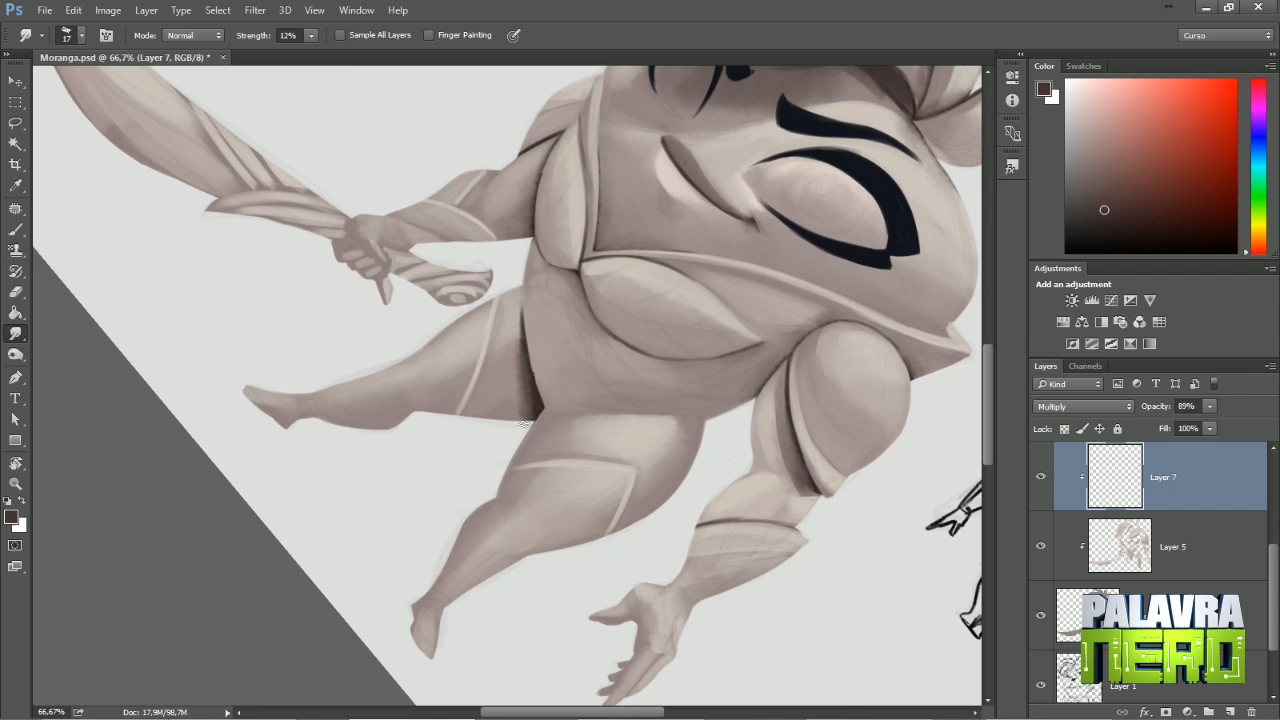 Ps File Edit Image Layer Type Select Filter 3D View Window Help
17 Mode: Normal Strength: 12% Sample All Layers Finger Painting Curso
Moranga.psd @ 66,7% (Layer 7, RGB/8) * ×
Color Swatches
Adjustments
Add an adjustment
Layers Channels
Kind
Multiply Opacity: 89%
Lock: Fill: 100%
Layer 7
Layer 5
PALAVRA
NERD
Layer 1
66,67% Doc: 17,9M/98,7M
fx